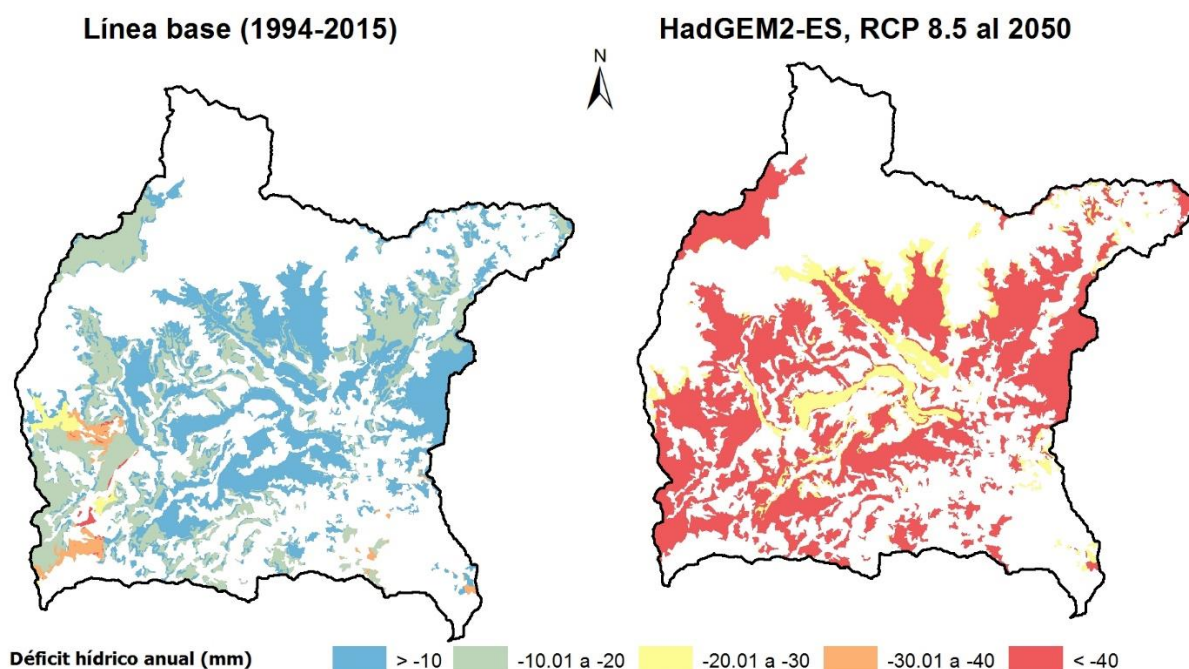 Línea base (1994-2015)
HadGEM2-ES, RCP 8.5 al 2050
N
Déficit hídrico anual (mm)
> -10
-10.01 a -20
-20.01 a -30
-30.01 a -40
< -40